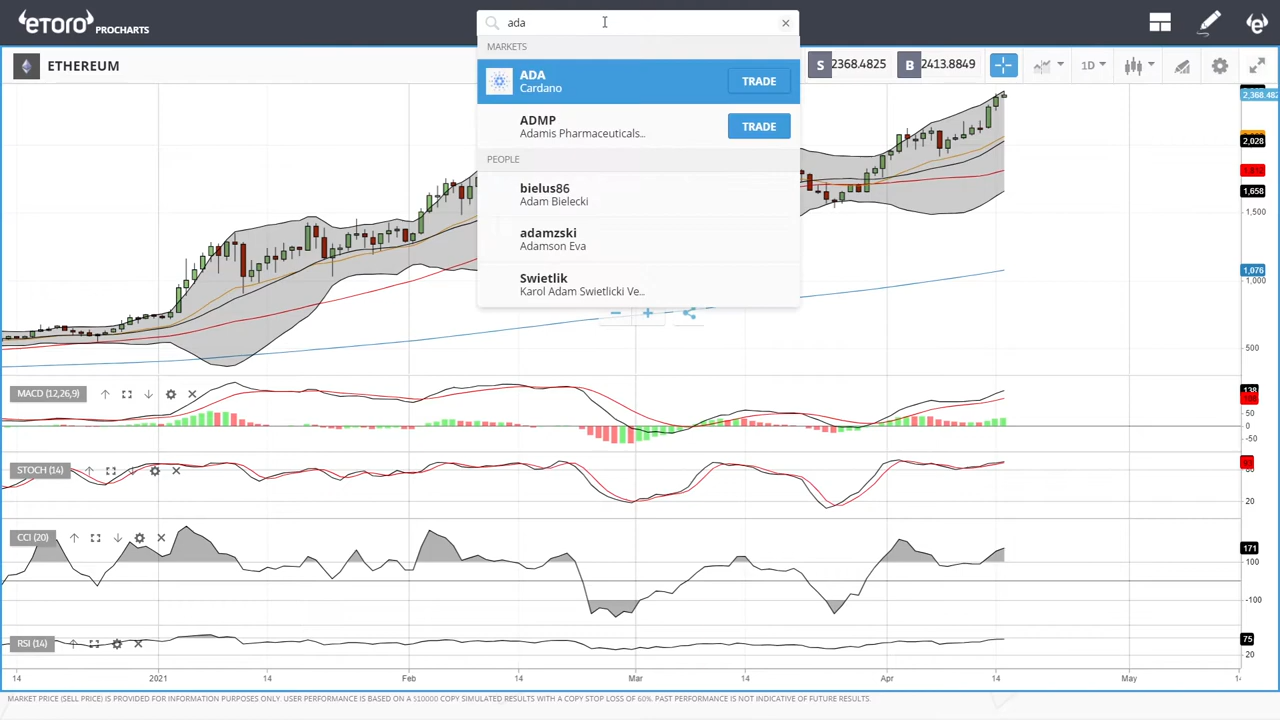 eToro PROCHARTS
ada
ETHEREUM
S 2368.4825
B 2413.8849
1D
MARKETS
ADA
Cardano
TRADE
ADMP
Adamis Pharmaceuticals..
TRADE
PEOPLE
bielus86
Adam Bielecki
adamzski
Adamson Eva
Swietlik
Karol Adam Swietlicki Ve..
2,368.482
2,028
1,658
1,500
1,076
1,000
500
MACD (12,26,9)
138
50
0
-50
STOCH (14)
20
CCI (20)
171
100
-100
RSI (14)
75
20
14
2021
14
Feb
14
Mar
14
Apr
14
May
MARKET PRICE (SELL PRICE) IS PROVIDED FOR INFORMATION PURPOSES ONLY. USER PERFORMANCE IS BASED ON A $10000 COPY SIMULATED RESULTS WITH A COPY STOP LOSS OF 60%. PAST PERFORMANCE IS NOT INDICATIVE OF FUTURE RESULTS.